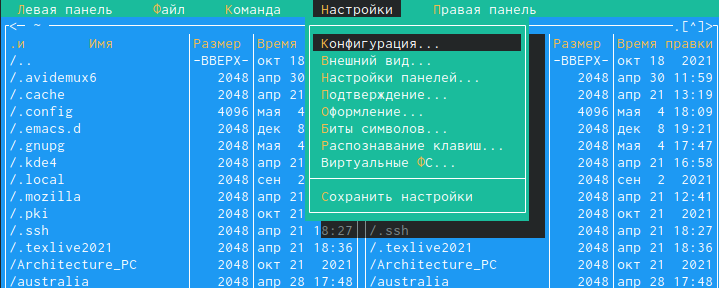 Левая панель Файл Команда Настройки Правая панель
<─ ~ .[^]>
.и Имя Размер Время Конфигурация... Размер Время правки
/.. -ВВЕРХ- окт 18 Внешний вид... -ВВЕРХ- окт 18 2021
/.avidemux6 2048 апр 30 Настройки панелей... 2048 апр 30 11:59
/.cache 2048 апр 21 Подтверждение... 2048 апр 21 13:19
/.config 4096 мая 4 Оформление... 4096 мая 4 18:09
/.emacs.d 2048 дек 8 Биты символов... 2048 дек 8 19:21
/.gnupg 2048 мая 4 Распознавание клавиш... 2048 мая 4 17:47
/.kde4 2048 апр 21 Виртуальные ФС... 2048 апр 21 16:58
/.local 2048 сен 2 2048 сен 2 2021
/.mozilla 2048 апр 21 Сохранить настройки 2048 апр 21 12:41
/.pki 2048 окт 21 2048 окт 21 2021
/.ssh 2048 апр 21 18:27 /.ssh 2048 апр 21 18:27
/.texlive2021 2048 апр 21 18:36 /.texlive2021 2048 апр 21 18:36
/Architecture_PC 2048 окт 21 2021 /Architecture_PC 2048 окт 21 2021
/australia 2048 апр 28 17:48 /australia 2048 апр 28 17:48